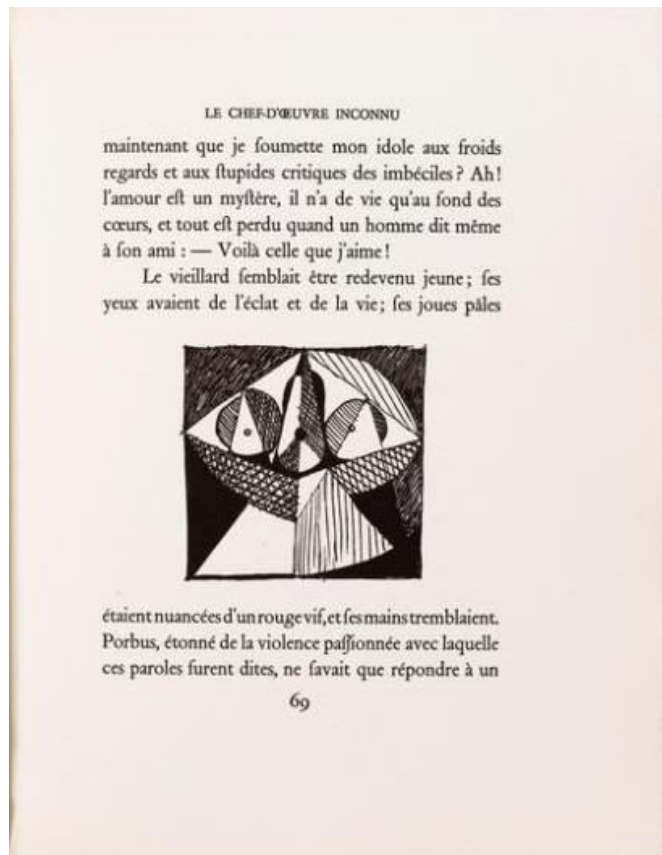 LE CHEF-D'ŒUVRE INCONNU
maintenant que je ſoumette mon idole aux froids
regards et aux ſtupides critiques des imbéciles? Ah!
l'amour eſt un myſtère, il n'a de vie qu'au fond des
cœurs, et tout eſt perdu quand un homme dit même
à ſon ami : — Voilà celle que j'aime!
Le vieillard ſemblait être redevenu jeune; ſes
yeux avaient de l'éclat et de la vie; ſes joues pâles
étaient nuancées d'un rouge vif, et ſes mains tremblaient.
Porbus, étonné de la violence paſſionnée avec laquelle
ces paroles furent dites, ne ſavait que répondre à un
69